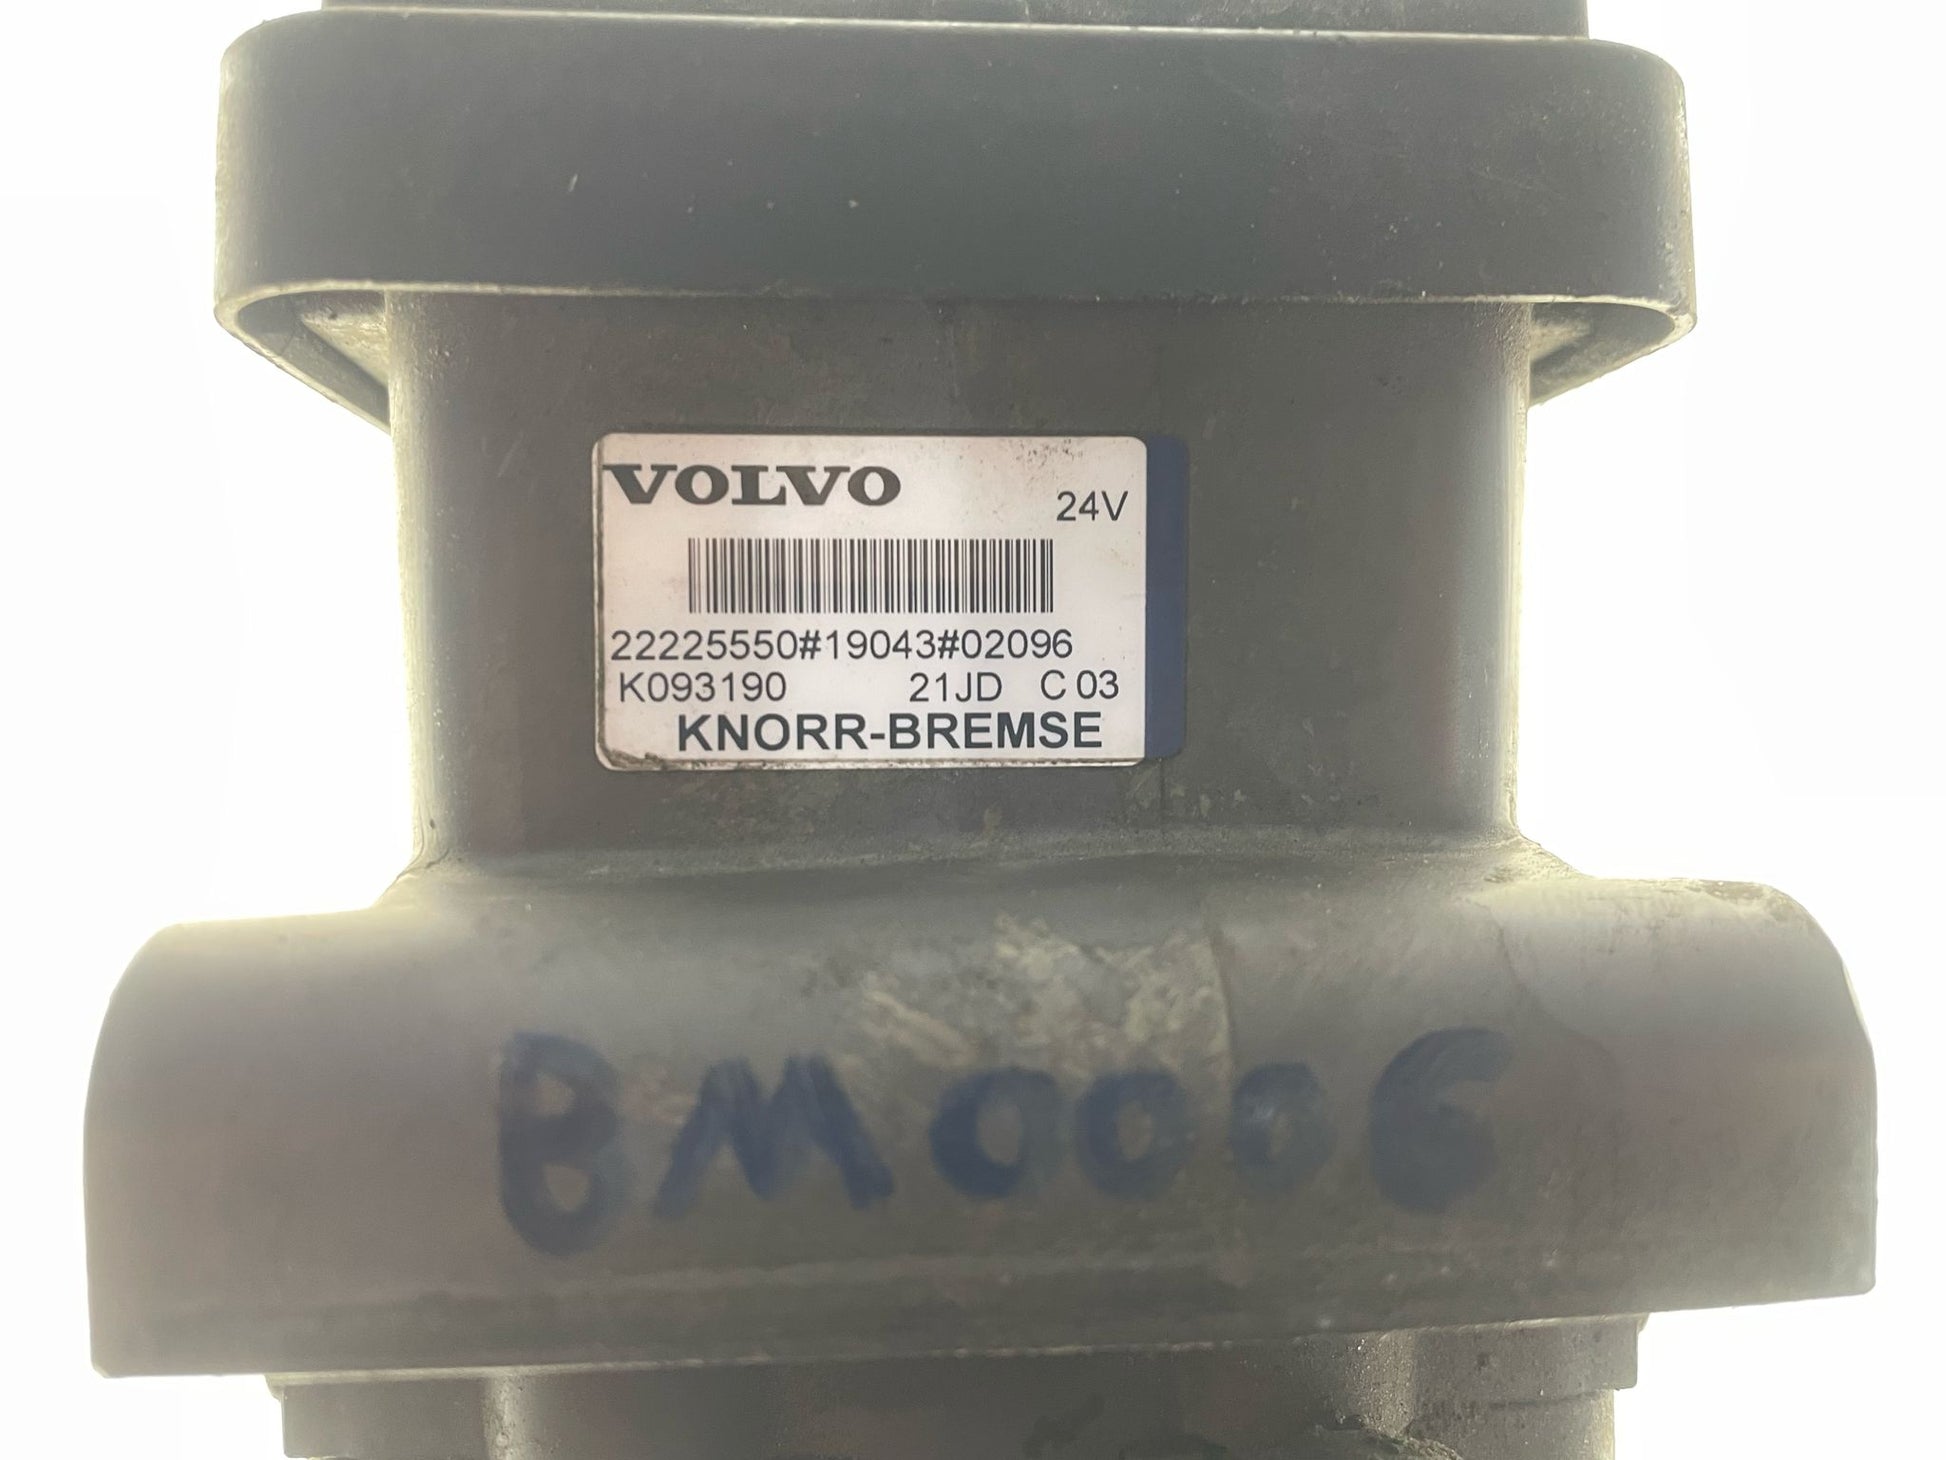 VOLVO
24V
22225550#19043#02096
K093190 21JD C 03
KNORR-BREMSE
BM0006